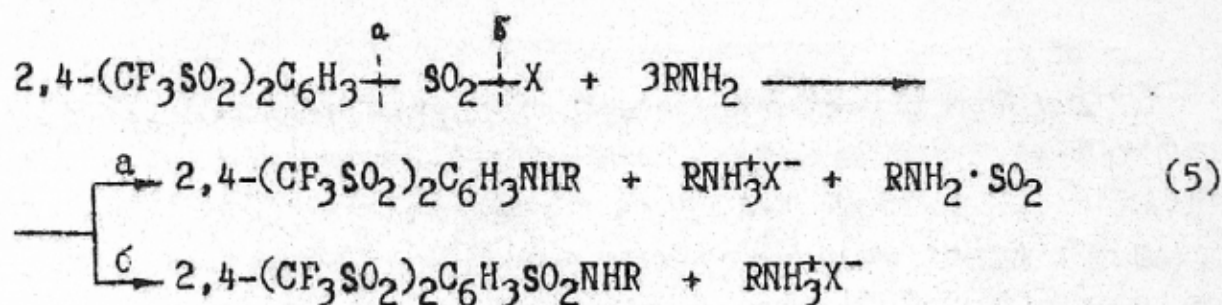 а б
2,4-(CF₃SO₂)₂C₆H₃ SO₂ X + 3RNH₂
а 2,4-(CF₃SO₂)₂C₆H₃NHR + RNH₃⁺X⁻ + RNH₂·SO₂ (5)
б 2,4-(CF₃SO₂)₂C₆H₃SO₂NHR + RNH₃⁺X⁻